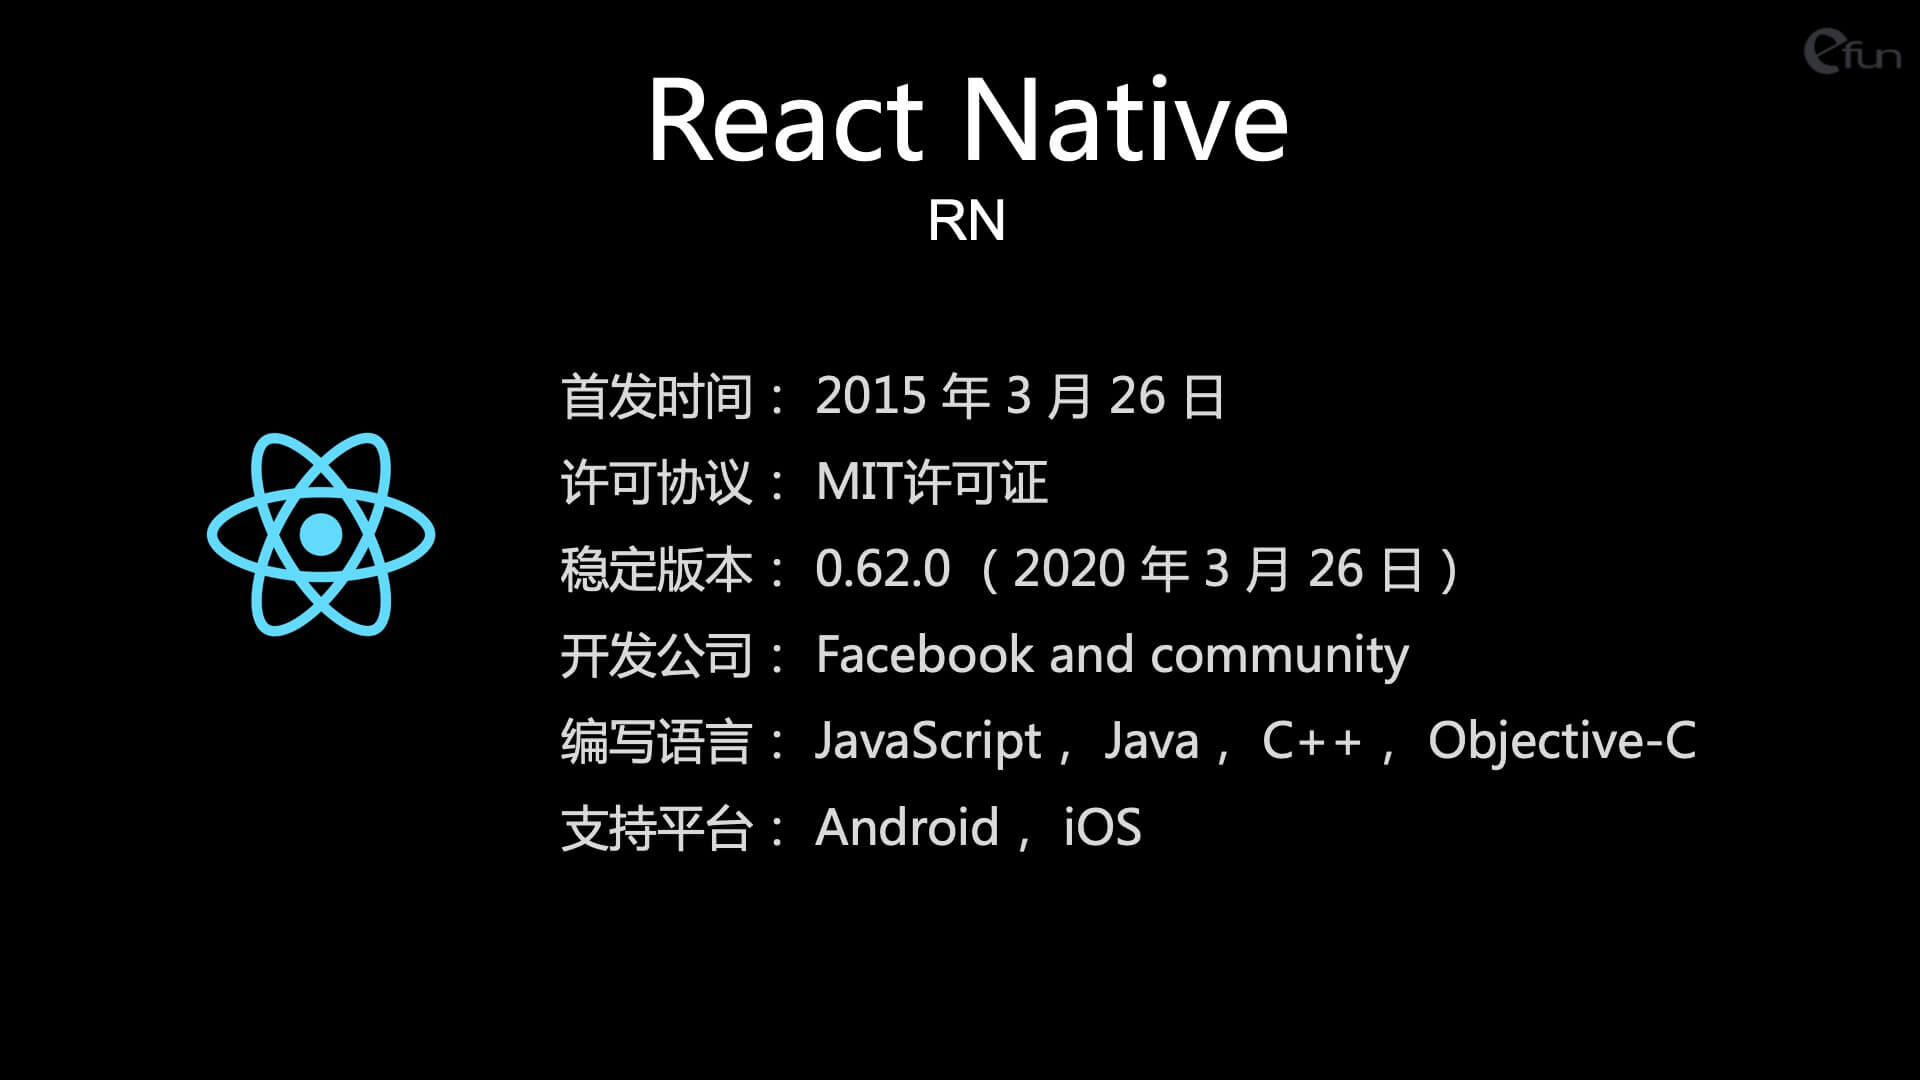 efun
React Native
RN
首发时间： 2015 年 3 月 26 日
许可协议： MIT许可证
稳定版本： 0.62.0 （ 2020 年 3 月 26 日 ）
开发公司： Facebook and community
编写语言： JavaScript， Java， C++， Objective-C
支持平台： Android， iOS